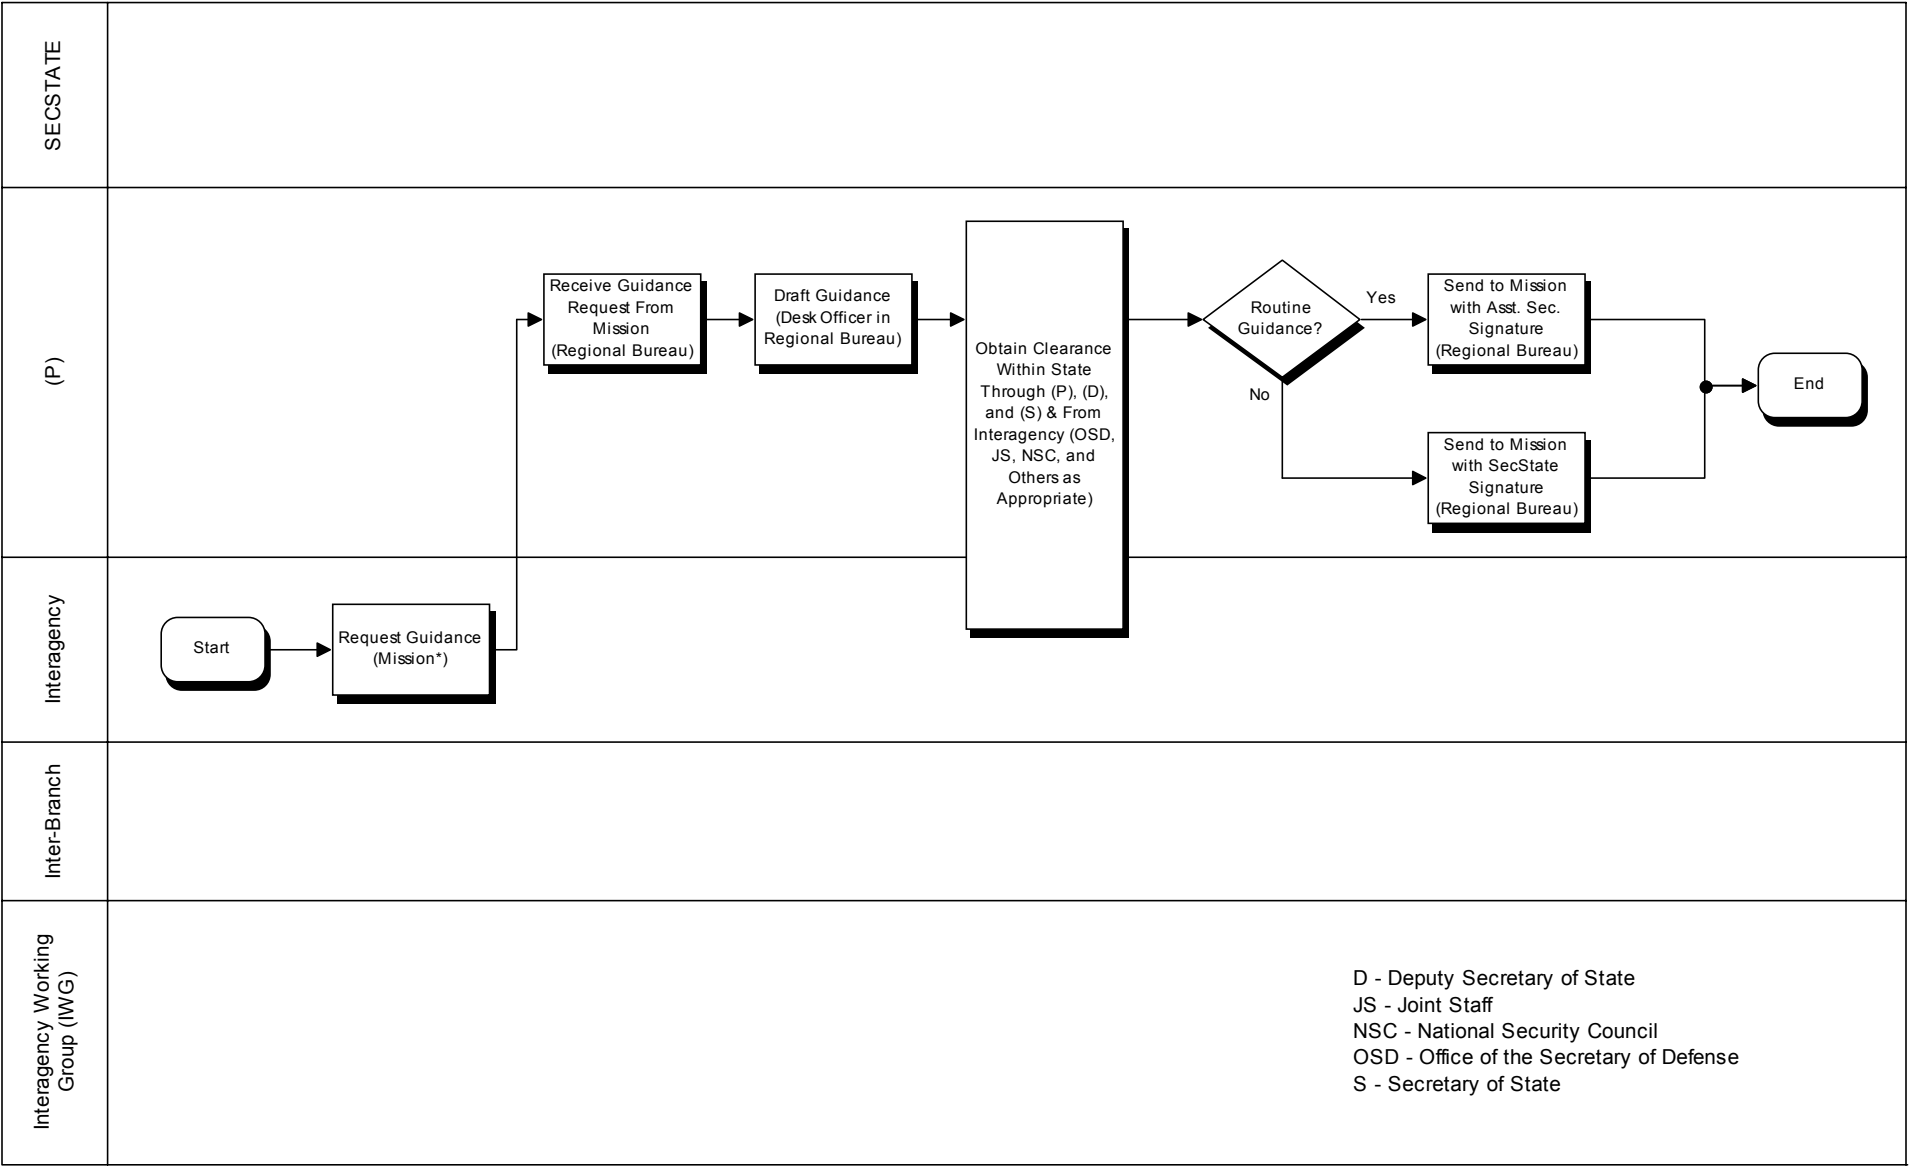 SECSTATE
(P)
Receive Guidance
Request From
Mission
(Regional Bureau)
Draft Guidance
(Desk Officer in
Regional Bureau)
Obtain Clearance
Within State
Through (P), (D),
and (S) & From
Interagency (OSD,
JS, NSC, and
Others as
Appropriate)
Routine
Guidance?
Yes
No
Send to Mission
with Asst. Sec.
Signature
(Regional Bureau)
Send to Mission
with SecState
Signature
(Regional Bureau)
End
Interagency
Start
Request Guidance
(Mission*)
Inter-Branch
Interagency Working
Group (IWG)
D - Deputy Secretary of State
JS - Joint Staff
NSC - National Security Council
OSD - Office of the Secretary of Defense
S - Secretary of State